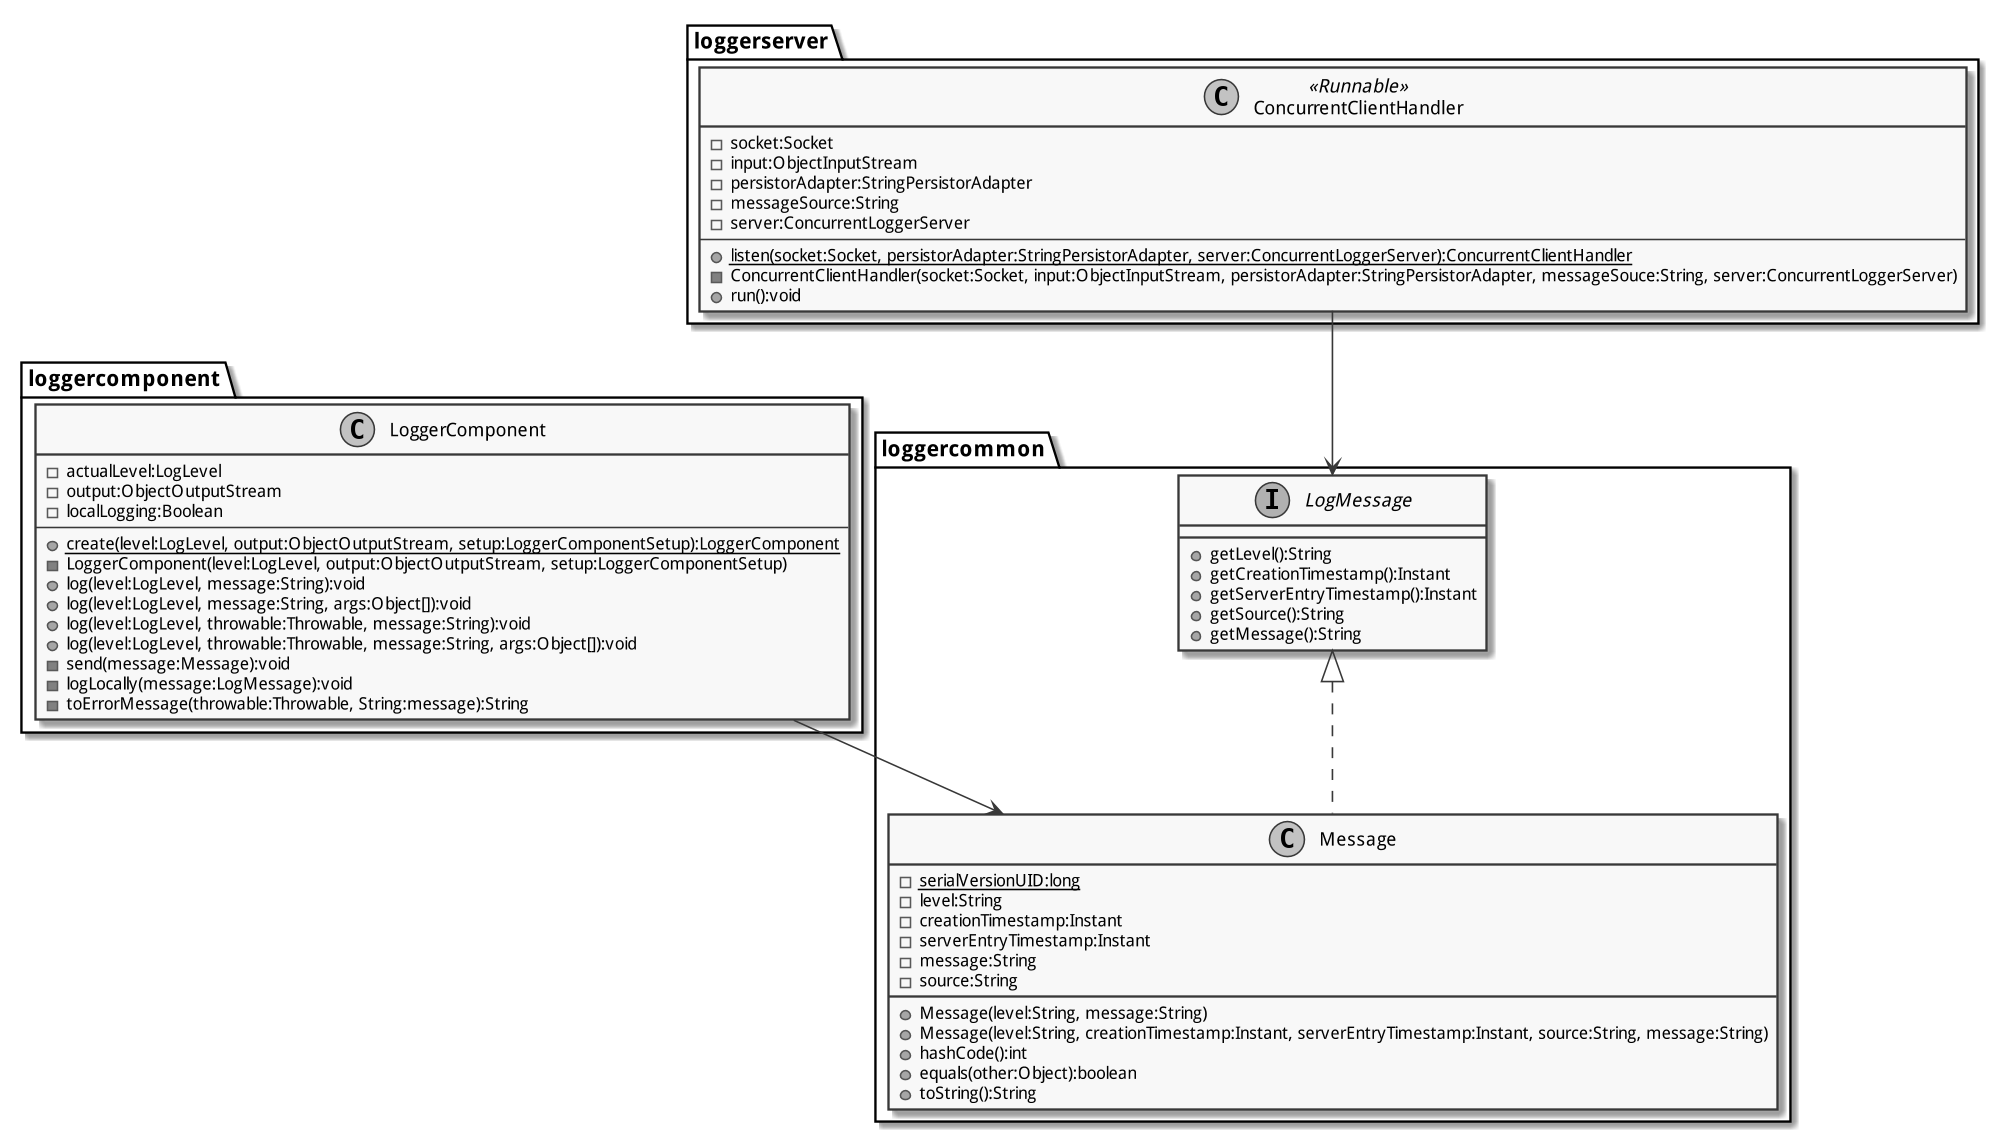 loggerserver
C
«Runnable»
ConcurrentClientHandler
socket:Socket
input:ObjectInputStream
persistorAdapter:StringPersistorAdapter
messageSource:String
server:ConcurrentLoggerServer
listen(socket:Socket, persistorAdapter:StringPersistorAdapter, server:ConcurrentLoggerServer):ConcurrentClientHandler
ConcurrentClientHandler(socket:Socket, input:ObjectInputStream, persistorAdapter:StringPersistorAdapter, messageSouce:String, server:ConcurrentLoggerServer)
run():void
loggercomponent
C LoggerComponent
actualLevel:LogLevel
output:ObjectOutputStream
localLogging:Boolean
create(level:LogLevel, output:ObjectOutputStream, setup:LoggerComponentSetup):LoggerComponent
LoggerComponent(level:LogLevel, output:ObjectOutputStream, setup:LoggerComponentSetup)
log(level:LogLevel, message:String):void
log(level:LogLevel, message:String, args:Object[]):void
log(level:LogLevel, throwable:Throwable, message:String):void
log(level:LogLevel, throwable:Throwable, message:String, args:Object[]):void
send(message:Message):void
logLocally(message:LogMessage):void
toErrorMessage(throwable:Throwable, String:message):String
loggercommon
I LogMessage
getLevel():String
getCreationTimestamp():Instant
getServerEntryTimestamp():Instant
getSource():String
getMessage():String
C Message
serialVersionUID:long
level:String
creationTimestamp:Instant
serverEntryTimestamp:Instant
message:String
source:String
Message(level:String, message:String)
Message(level:String, creationTimestamp:Instant, serverEntryTimestamp:Instant, source:String, message:String)
hashCode():int
equals(other:Object):boolean
toString():String